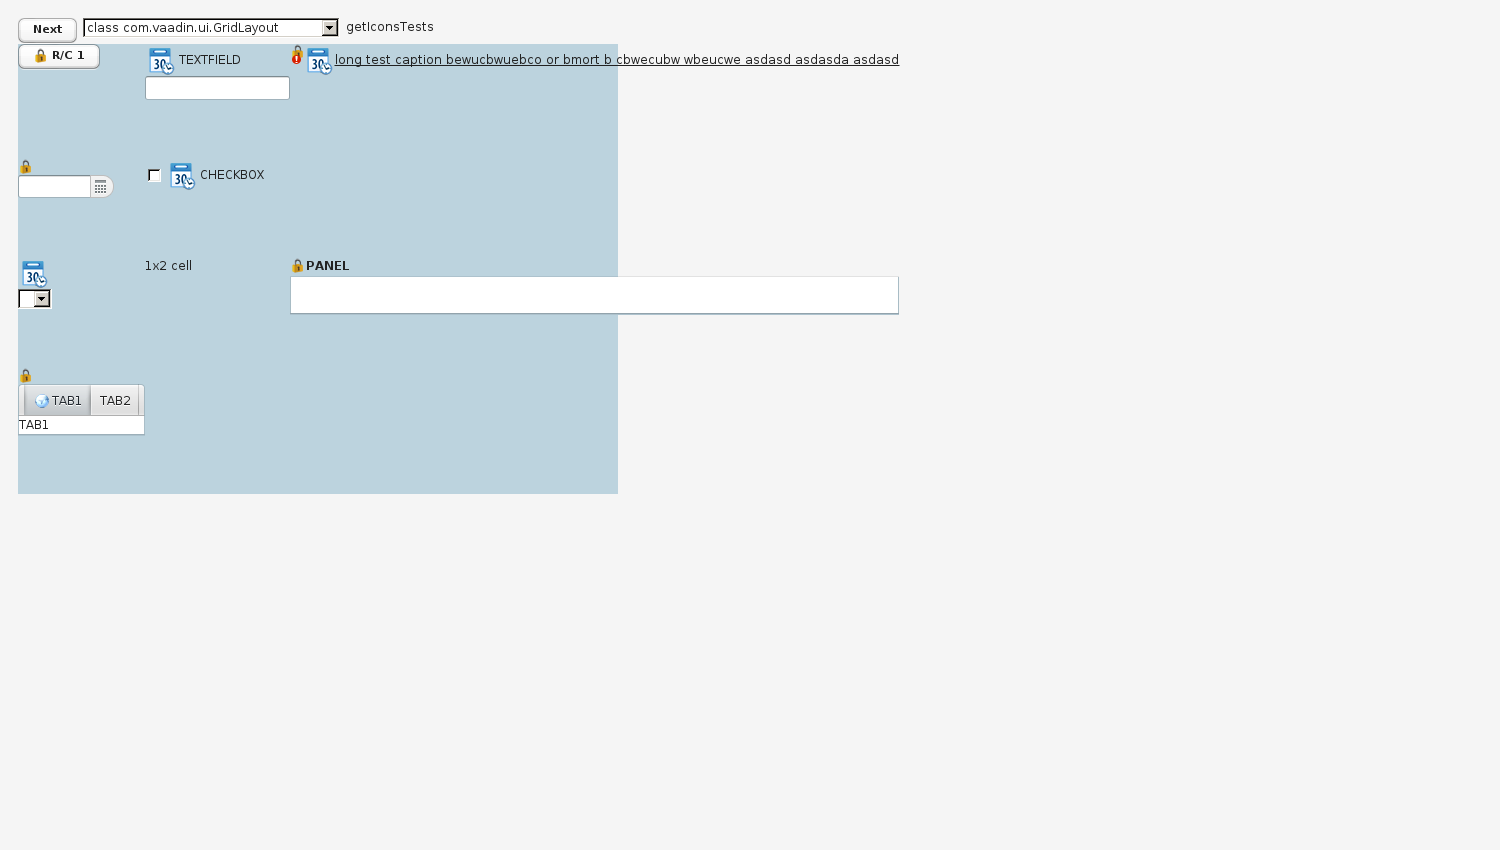 Next
class com.vaadin.ui.GridLayout
getIconsTests
R/C 1
30 TEXTFIELD
30 long test caption bewucbwuebco or bmort b cbwecubw wbeucwe asdasd asdasda asdasd
30 CHECKBOX
30
1x2 cell
PANEL
TAB1
TAB2
TAB1